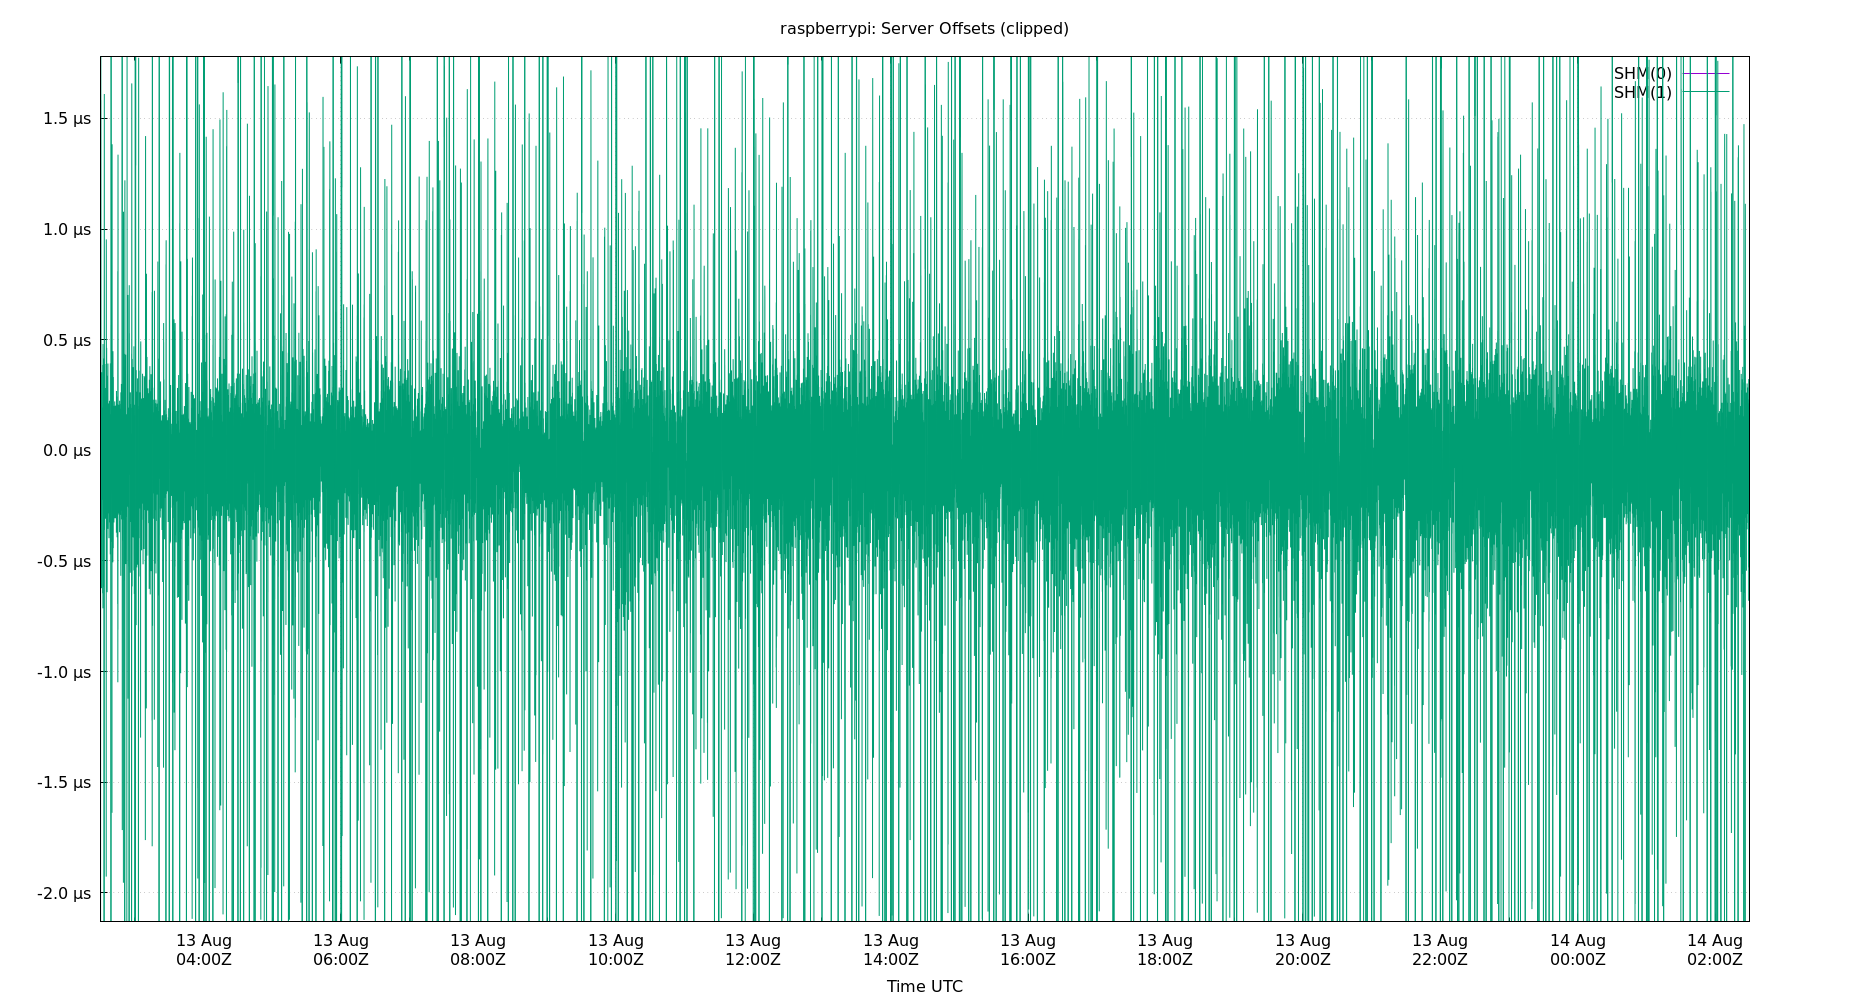 raspberrypi: Server Offsets (clipped)
SHM(0)
SHM(1)
1.5 µs
1.0 µs
0.5 µs
0.0 µs
-0.5 µs
-1.0 µs
-1.5 µs
-2.0 µs
13 Aug 13 Aug 13 Aug 13 Aug 13 Aug 13 Aug 13 Aug 13 Aug 13 Aug 13 Aug 14 Aug 14 Aug
04:00Z 06:00Z 08:00Z 10:00Z 12:00Z 14:00Z 16:00Z 18:00Z 20:00Z 22:00Z 00:00Z 02:00Z
Time UTC